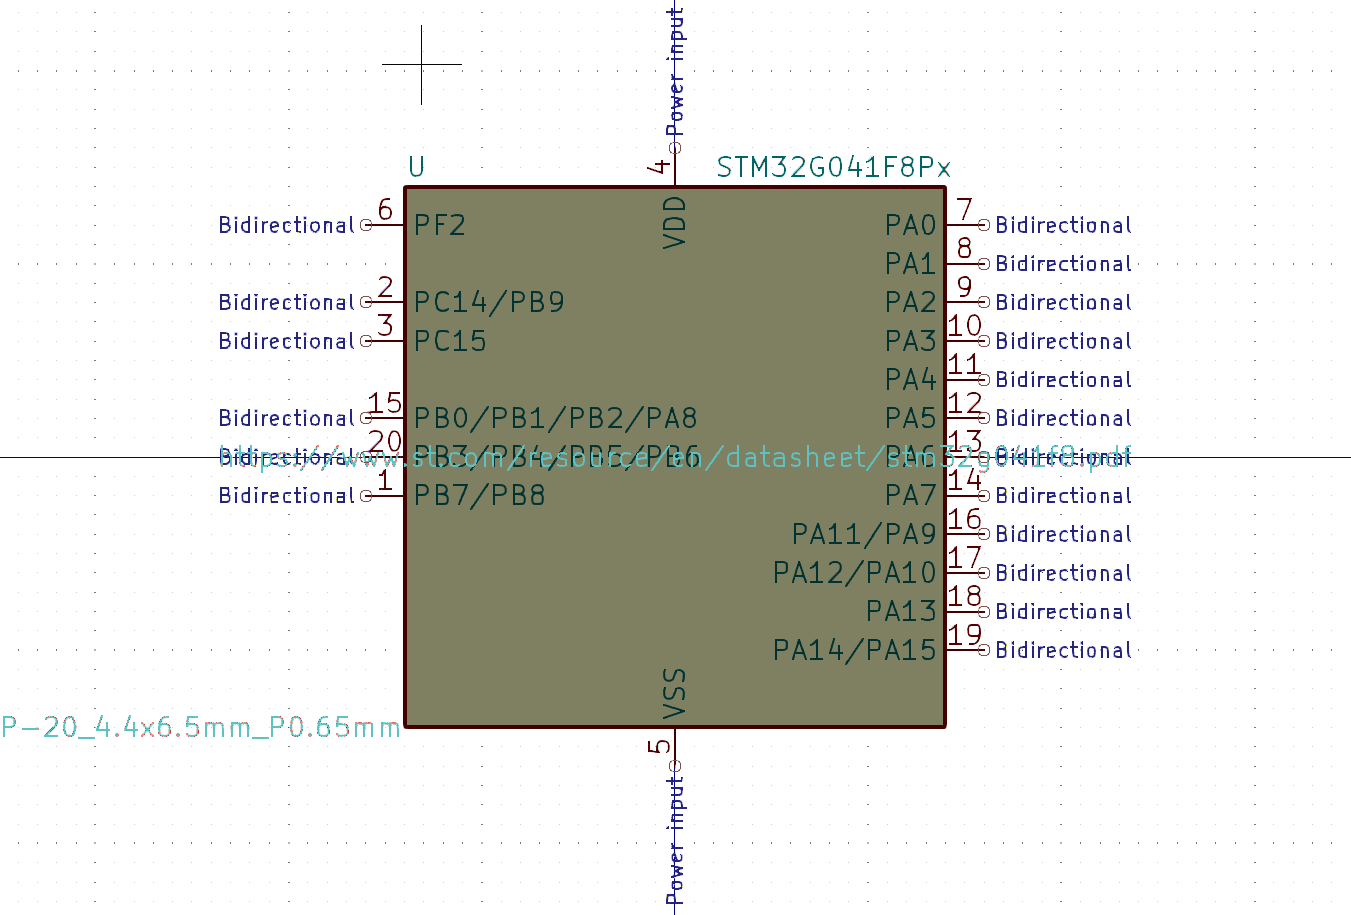 Power input
4
U
STM32G041F8Px
VDD
Bidirectional 6 PF2
PA0 7 Bidirectional
PA1 8 Bidirectional
Bidirectional 2 PC14/PB9
PA2 9 Bidirectional
Bidirectional 3 PC15
PA3 10 Bidirectional
PA4 11 Bidirectional
Bidirectional 15 PB0/PB1/PB2/PA8
PA5 12 Bidirectional
Bidirectional 20 PB3/PB4/PB5/PB6
https://www.st.com/resource/en/datasheet/stm32g041f8.pdf
PA6 13 Bidirectional
Bidirectional 1 PB7/PB8
PA7 14 Bidirectional
PA11/PA9 16 Bidirectional
PA12/PA10 17 Bidirectional
PA13 18 Bidirectional
PA14/PA15 19 Bidirectional
VSS
P-20_4.4x6.5mm_P0.65mm
5
Power input